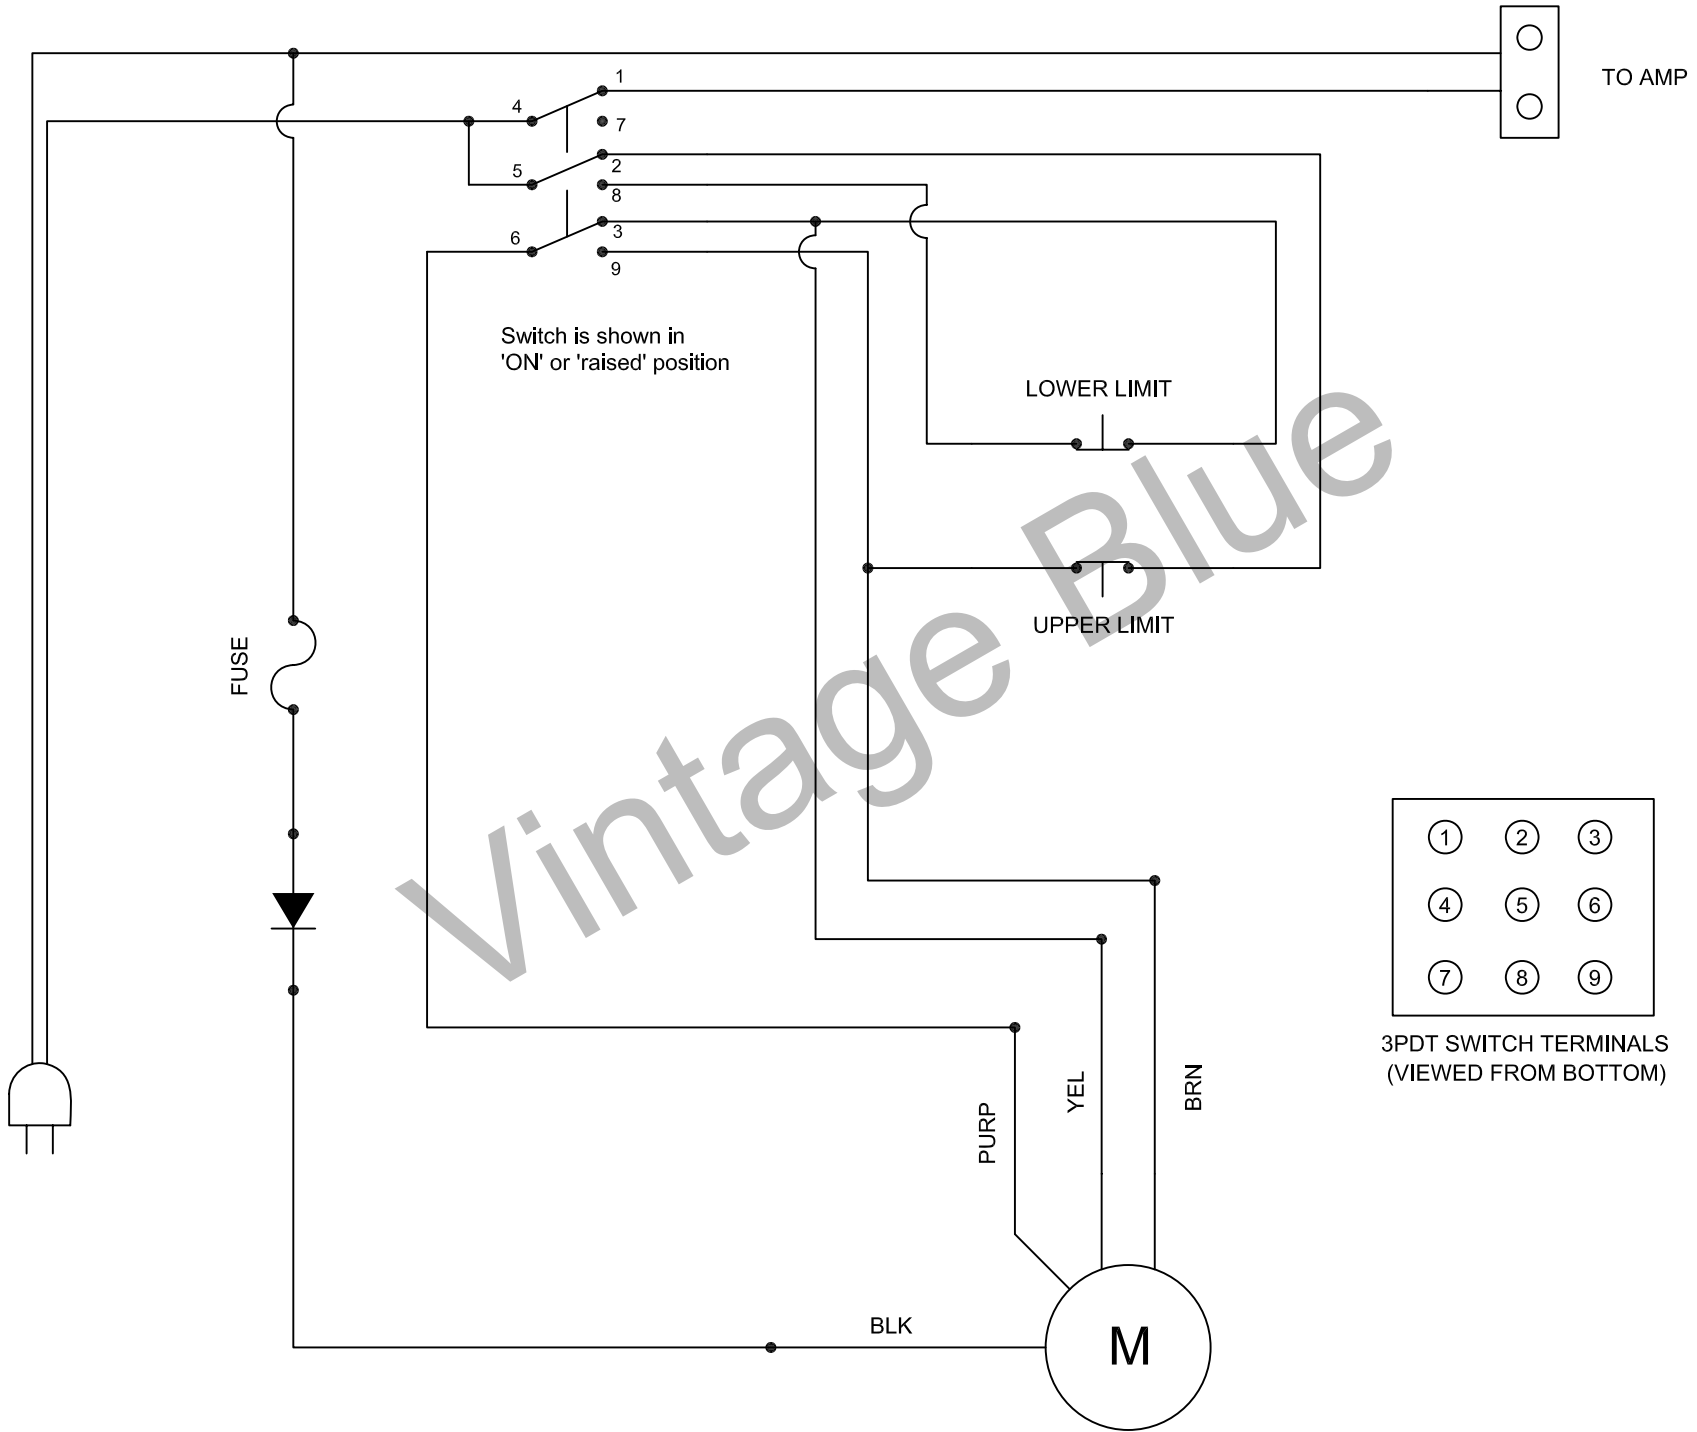 TO AMP
1
4
7
5
2
8
6
3
9
Switch is shown in
'ON' or 'raised' position
LOWER LIMIT
UPPER LIMIT
FUSE
Vintage Blue
1 2 3
4 5 6
7 8 9
3PDT SWITCH TERMINALS
(VIEWED FROM BOTTOM)
PURP
YEL
BRN
BLK
M